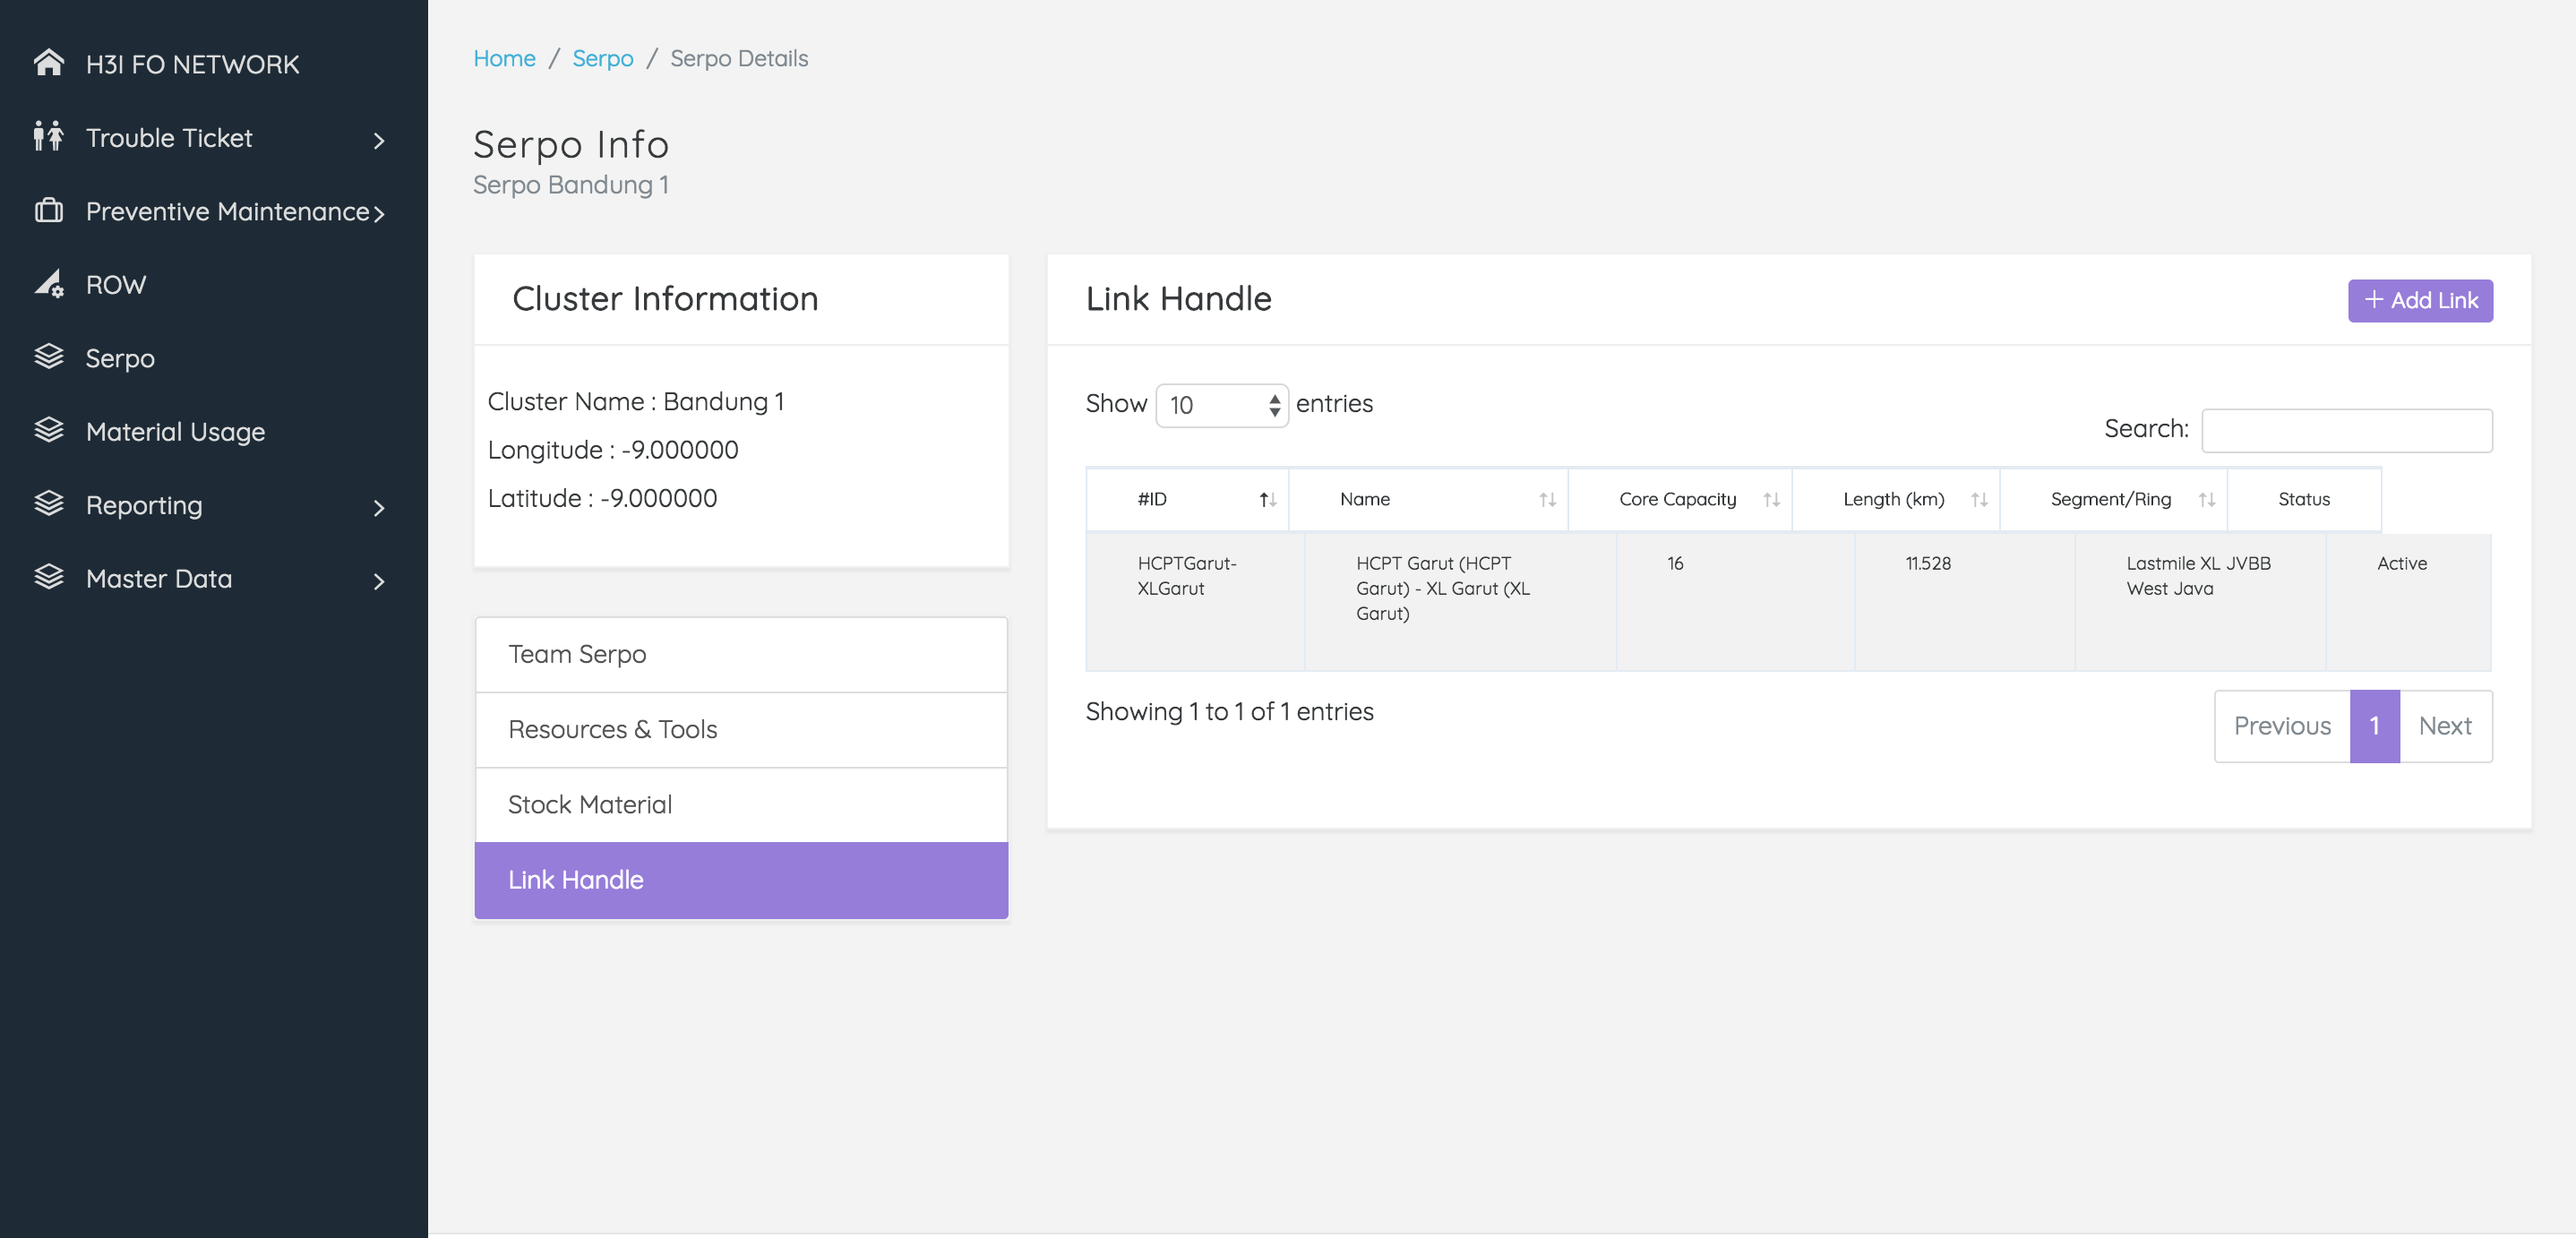 H3I FO NETWORK
Trouble Ticket
Preventive Maintenance
ROW
Serpo
Material Usage
Reporting
Master Data
Home / Serpo / Serpo Details
Serpo Info
Serpo Bandung 1
Cluster Information
Cluster Name : Bandung 1
Longitude : -9.000000
Latitude : -9.000000
Team Serpo
Resources & Tools
Stock Material
Link Handle
Link Handle
+ Add Link
Show 10 entries
Search:
#ID Name Core Capacity Length (km) Segment/Ring Status
HCPTGarut- HCPT Garut (HCPT 16 11.528 Lastmile XL JVBB Active
XLGarut Garut) - XL Garut (XL West Java
Garut)
Showing 1 to 1 of 1 entries
Previous 1 Next